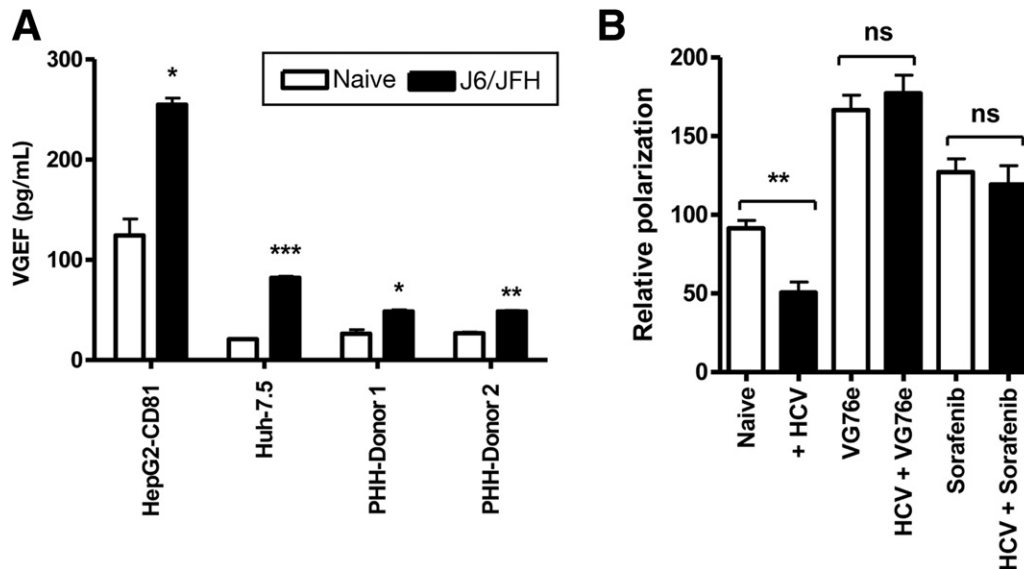 A
VGEF (pg/mL)
300
200
100
0
Naive J6/JFH
*
***
*
**
HepG2-CD81
Huh-7.5
PHH-Donor 1
PHH-Donor 2
B
Relative polarization
200
150
100
50
0
**
ns
ns
Naive
+ HCV
VG76e
HCV + VG76e
Sorafenib
HCV + Sorafenib